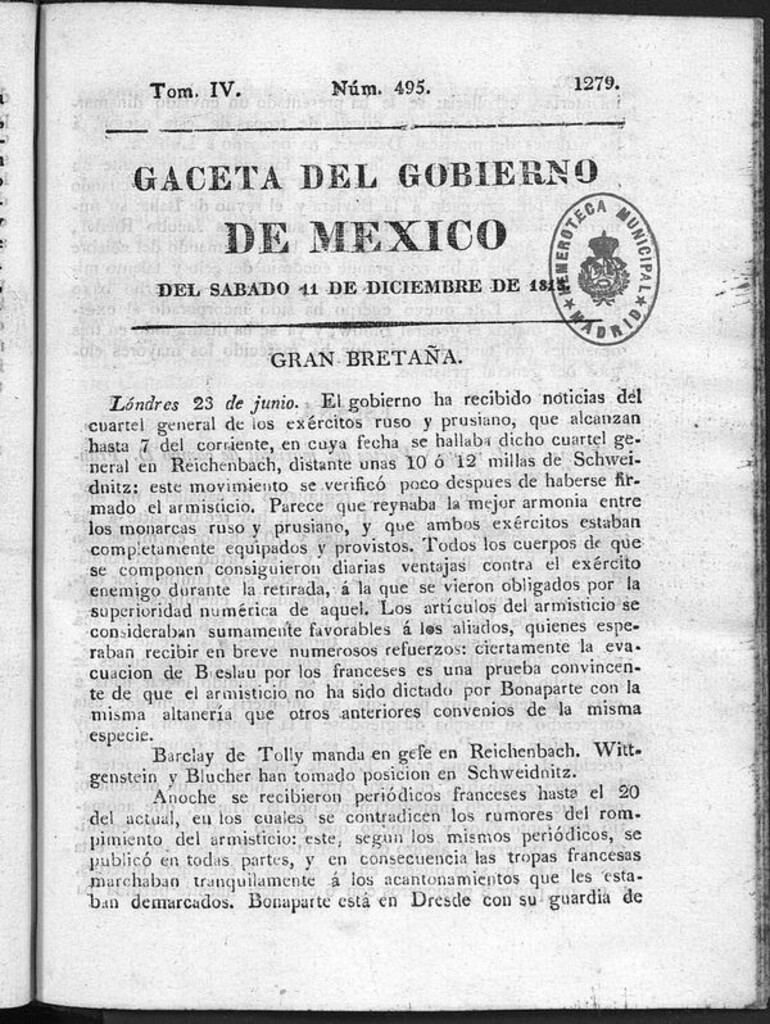 Tom. IV. Núm. 495. 1279.
GACETA DEL GOBIERNO
DE MEXICO
DEL SABADO 11 DE DICIEMBRE DE 1813.
HEMEROTECA MUNICIPAL
MADRID
GRAN BRETAÑA.
Lóndres 23 de junio. El gobierno ha recibido noticias del
cuartel general de los exércitos ruso y prusiano, que alcanzan
hasta 7 del corriente, en cuya fecha se hallaba dicho cuartel ge-
neral en Reichenbach, distante unas 10 ó 12 millas de Schwei-
dnitz: este movimiento se verificó poco despues de haberse fir-
mado el armisticio. Parece que reynaba la mejor armonia entre
los monarcas ruso y prusiano, y que ambos exércitos estaban
completamente equipados y provistos. Todos los cuerpos de que
se componen consiguieron diarias ventajas contra el exército
enemigo durante la retirada, á la que se vieron obligados por la
superioridad numérica de aquel. Los artículos del armisticio se
consideraban sumamente favorables á los aliados, quienes espe-
raban recibir en breve numerosos refuerzos: ciertamente la eva-
cuacion de Breslau por los franceses es una prueba convincen-
te de que el armisticio no ha sido dictado por Bonaparte con la
misma altanería que otros anteriores convenios de la misma
especie.
Barclay de Tolly manda en gefe en Reichenbach. Witt-
genstein y Blucher han tomado posicion en Schweidnitz.
Anoche se recibieron periódicos franceses hasta el 20
del actual, en los cuales se contradicen los rumores del rom-
pimiento del armisticio: este, segun los mismos periódicos, se
publicó en todas partes, y en consecuencia las tropas francesas
marchaban tranquilamente á los acantonamientos que les esta-
ban demarcados. Bonaparte está en Dresde con su guardia de